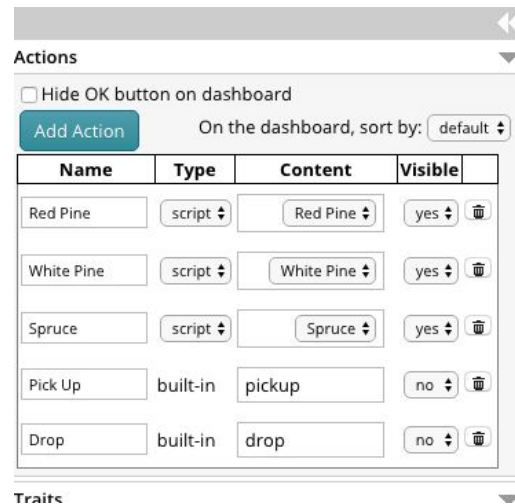 Actions
Hide OK button on dashboard
Add Action On the dashboard, sort by: default
Name Type Content Visible
Red Pine script Red Pine yes
White Pine script White Pine yes
Spruce script Spruce yes
Pick Up built-in pickup no
Drop built-in drop no
Traits